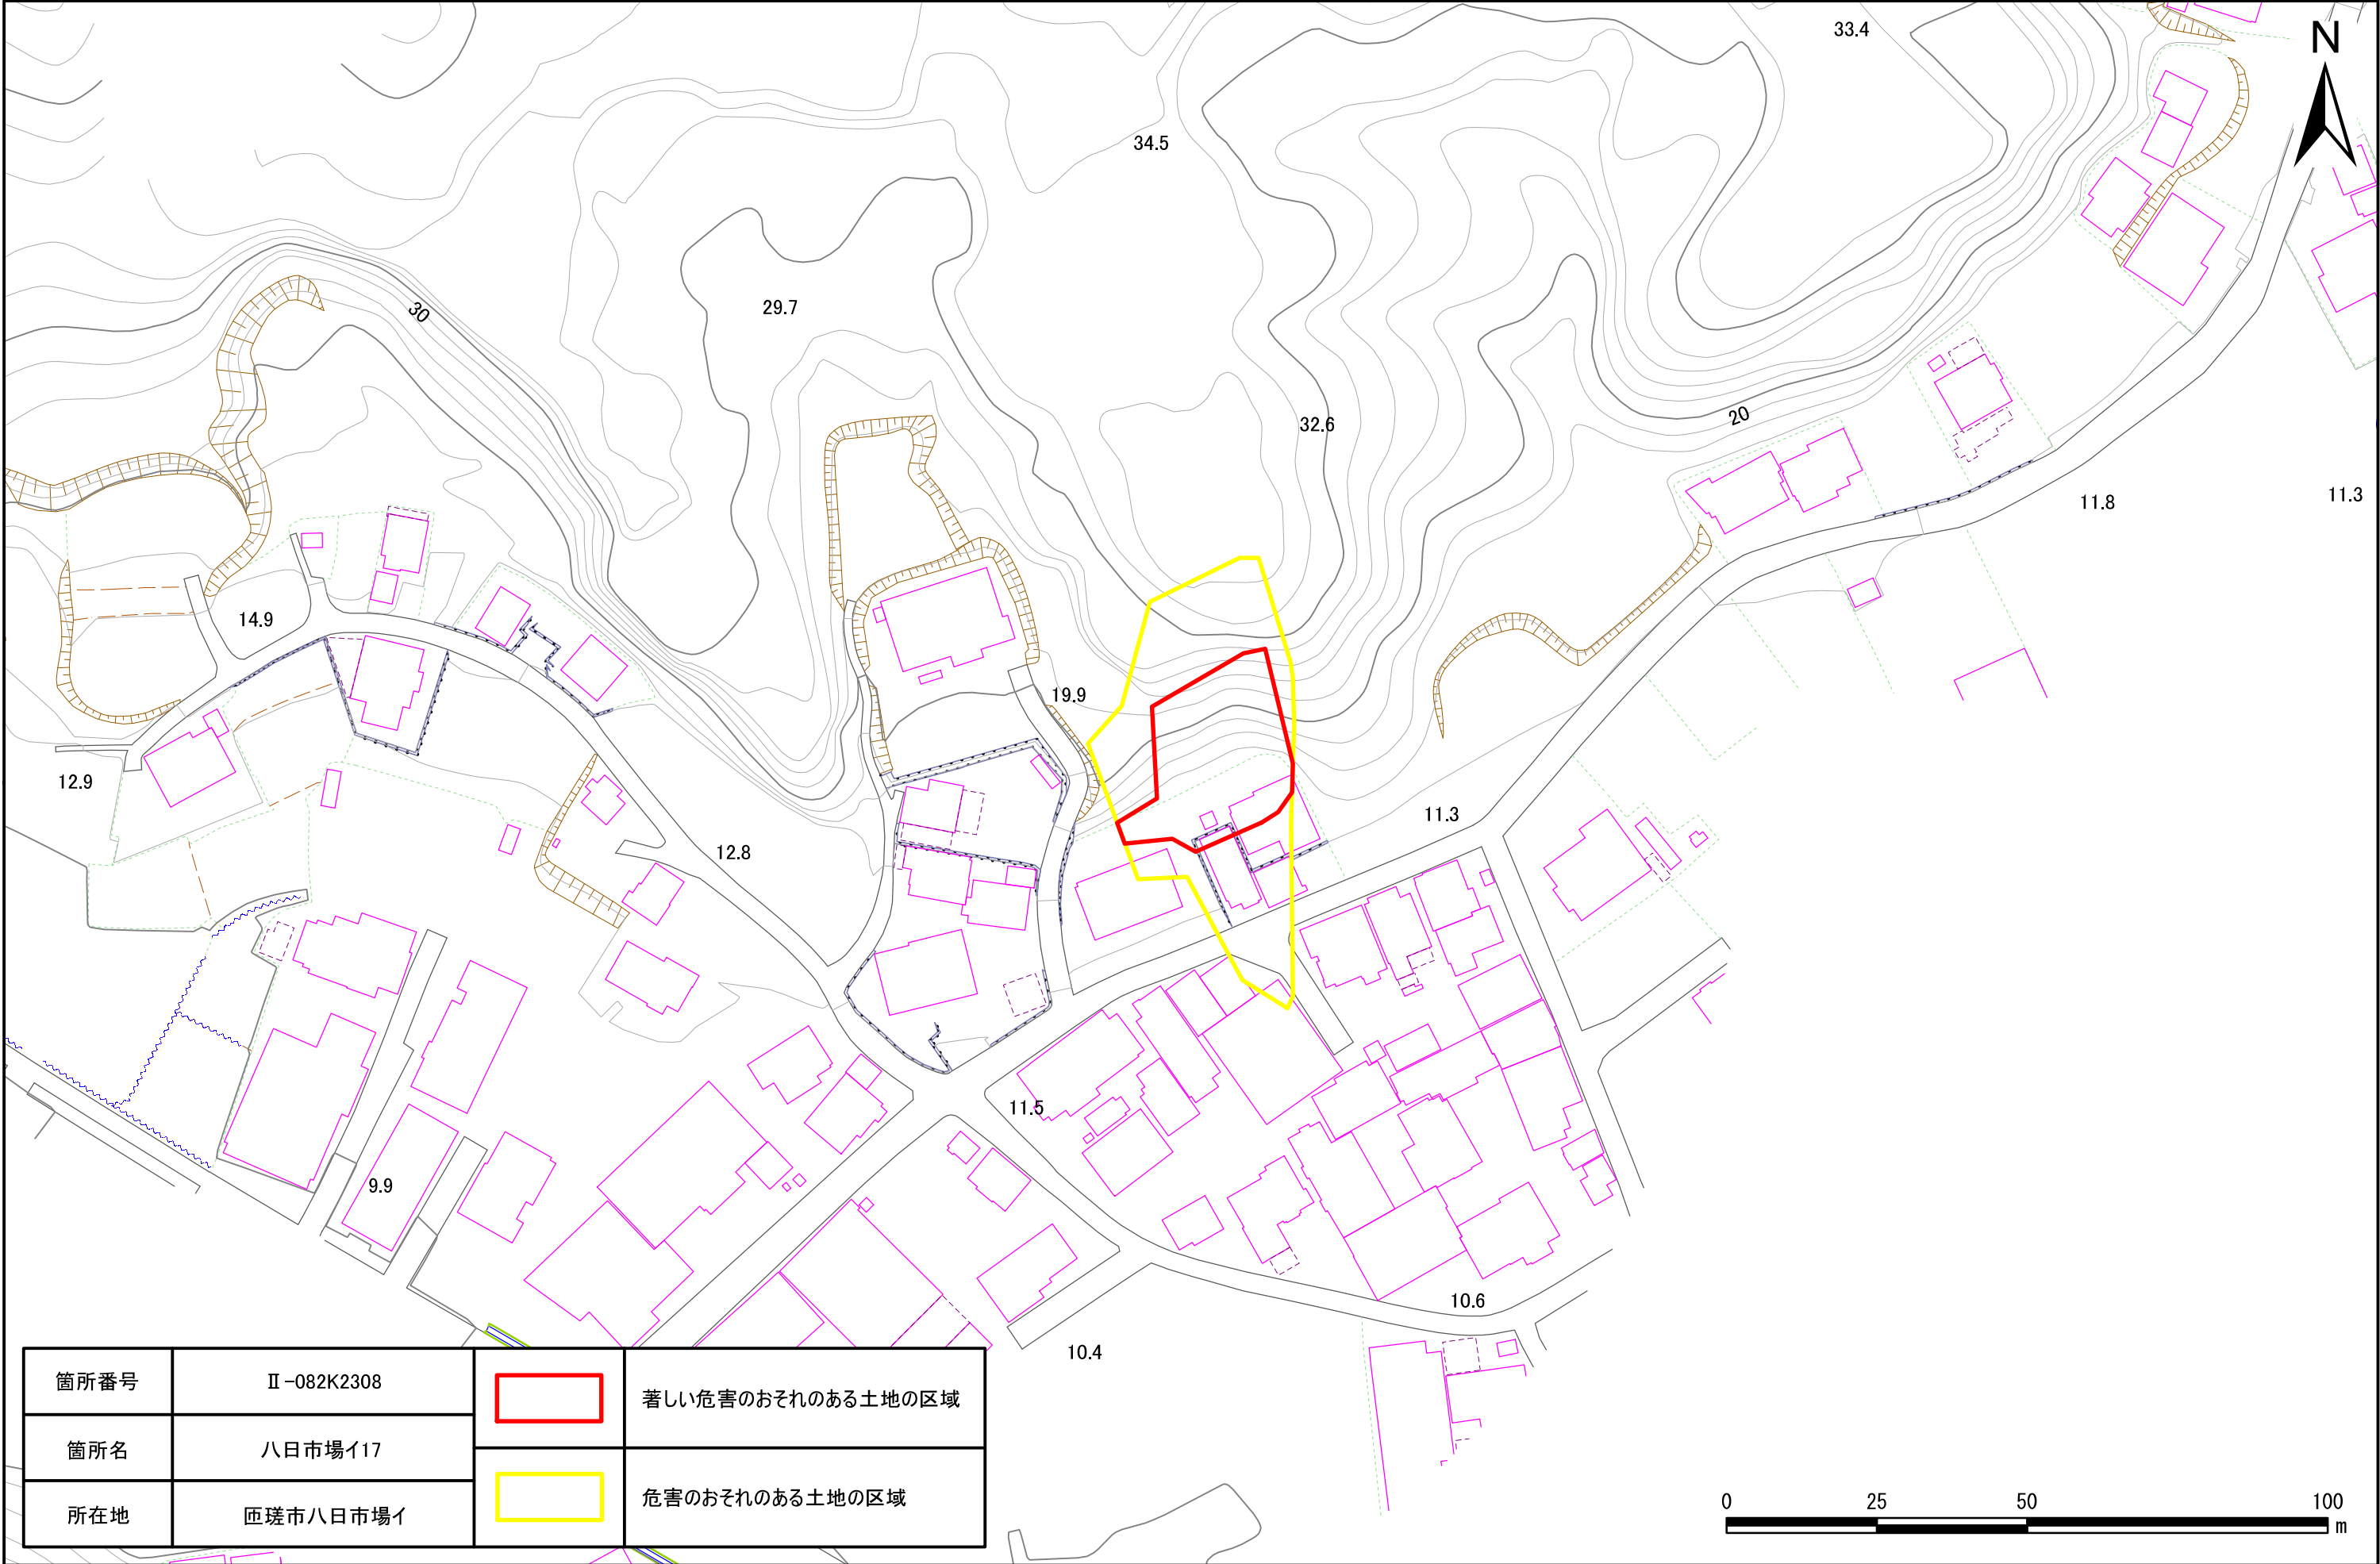 33.4
N
34.5
30
29.7
32.6
20
11.8
11.3
14.9
19.9
12.9
11.3
12.8
11.5
9.9
10.6
10.4
箇所番号 Ⅱ-082K2308
著しい危害のおそれのある土地の区域
箇所名 八日市場イ17
危害のおそれのある土地の区域
所在地 匝瑳市八日市場イ
0 25 50 100
m